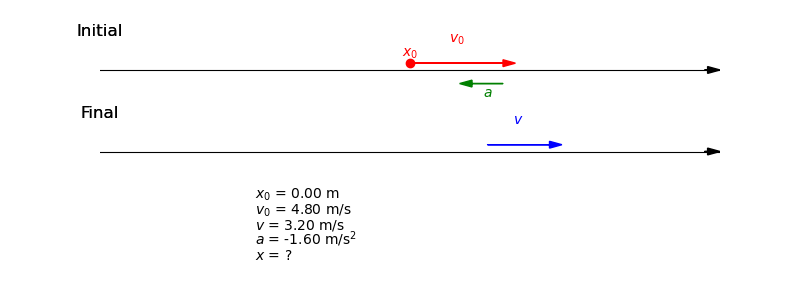 Initial
v₀
x₀
a
Final
v
x₀ = 0.00 m
v₀ = 4.80 m/s
v = 3.20 m/s
a = -1.60 m/s²
x = ?